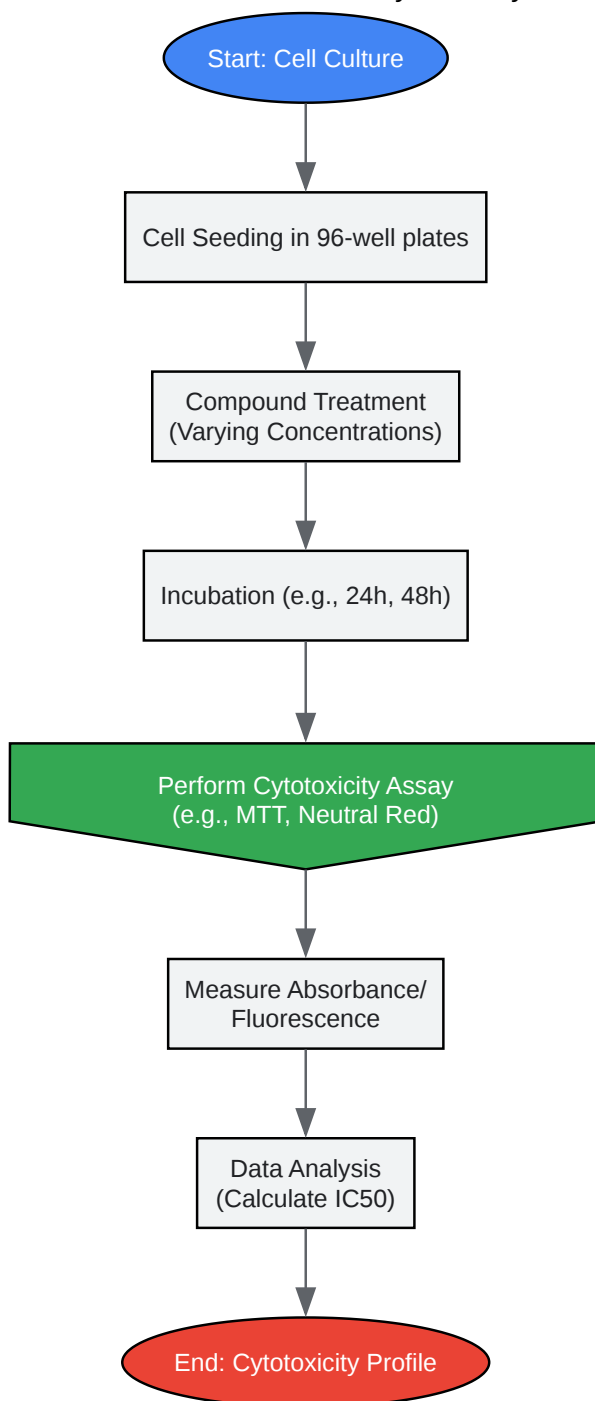 Start: Cell Culture
Cell Seeding in 96-well plates
Compound Treatment
(Varying Concentrations)
Incubation (e.g., 24h, 48h)
Perform Cytotoxicity Assay
(e.g., MTT, Neutral Red)
Measure Absorbance/
Fluorescence
Data Analysis
(Calculate IC50)
End: Cytotoxicity Profile